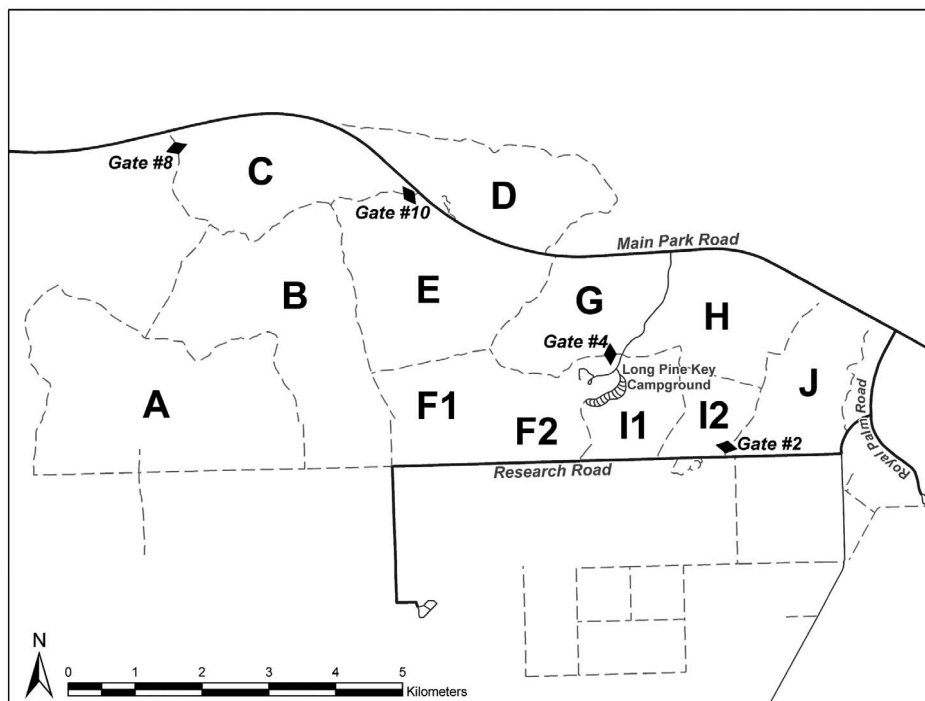 Gate #8
C
D
Gate #10
Main Park Road
B
E
G
H
Gate #4
Long Pine Key
Campground
J
A
F1
F2
I1
I2
Gate #2
Royal Palm Road
Research Road
N
0 1 2 3 4 5
Kilometers